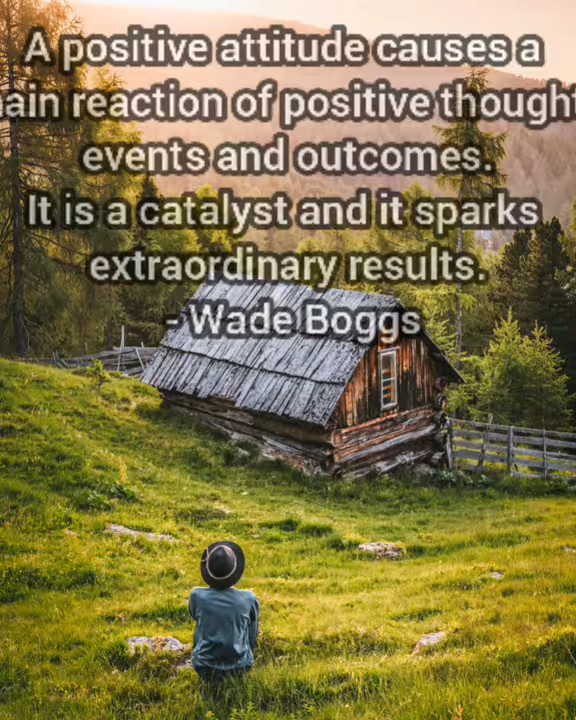 A positive attitude causes a
ain reaction of positive thought
events and outcomes.
It is a catalyst and it sparks
extraordinary results.
- Wade Boggs